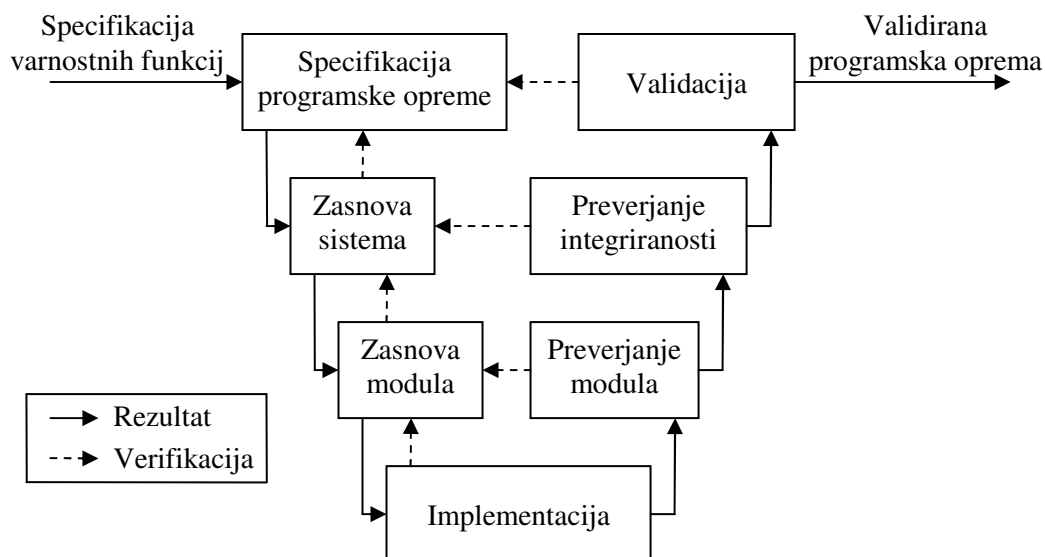 Specifikacija
varnostnih funkcij
Specifikacija
programske opreme
Validacija
Validirana
programska oprema
Zasnova
sistema
Preverjanje
integriranosti
Zasnova
modula
Preverjanje
modula
Rezultat
Verifikacija
Implementacija